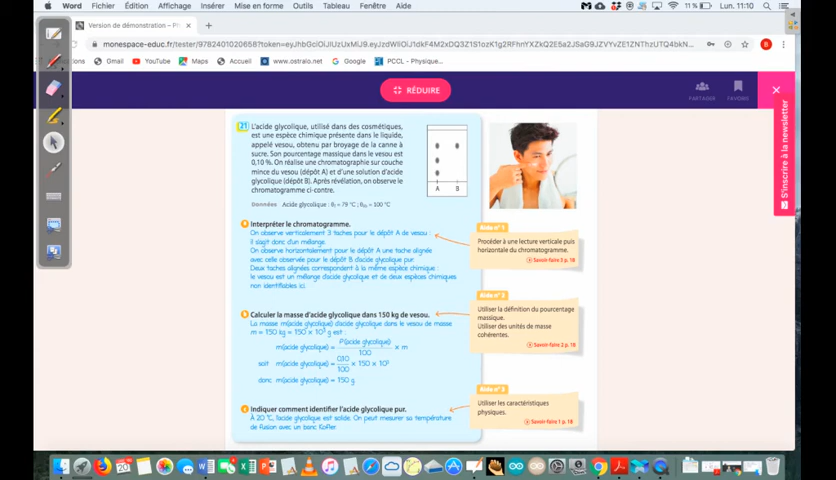 Word Fichier Édition Affichage Insérer Mise en forme Outils Tableau Fenêtre Aide 11 % Lun. 11:10
Version de démonstration – P
monespace-educ.fr/tester/9782401020658?token=
Gmail YouTube Maps Accueil www.ostralo.net Google PCCL - Physique...
RÉDUIRE
PARTAGER FAVORI
S'inscrire à la newsletter
21 L'acide glycolique, utilisé dans des cosmétiques,
est une espèce chimique présente dans le liquide,
appelé vesou, obtenu par broyage de la canne à
sucre. Son pourcentage massique dans le vesou est
0,10 %. On réalise une chromatographie sur couche
mince du vesou (dépôt A) et d'une solution d'acide
glycolique (dépôt B). Après révélation, on observe le
chromatogramme ci-contre.
A B
Données Acide glycolique : θf = 79 °C ; θéb = 100 °C
a Interpréter le chromatogramme.
On observe verticalement 3 taches pour le dépôt A de vesou :
il s'agit donc d'un mélange.
On observe horizontalement pour le dépôt A une tache alignée
avec celle observée pour le dépôt B d'acide glycolique pur.
Deux taches alignées correspondent à la même espèce chimique :
le vesou est un mélange d'acide glycolique et de deux espèces chimiques
non identifiables ici.
Aide n° 1
Procéder à une lecture verticale puis
horizontale du chromatogramme.
Savoir-faire 3 p. 18
b Calculer la masse d'acide glycolique dans 150 kg de vesou.
La masse m(acide glycolique) d'acide glycolique dans le vesou de masse
m = 150 kg = 150 × 10³ g est :
m(acide glycolique) = P(acide glycolique) / 100 × m
soit m(acide glycolique) = 0,10 / 100 × 150 × 10³
donc m(acide glycolique) = 150 g
Aide n° 2
Utiliser la définition du pourcentage
massique.
Utiliser des unités de masse
cohérentes.
Savoir-faire 2 p. 18
c Indiquer comment identifier l'acide glycolique pur.
À 20 °C, l'acide glycolique est solide. On peut mesurer sa température
de fusion avec un banc Kofler
Aide n° 3
Utiliser les caractéristiques
physiques.
Savoir-faire 1 p. 18